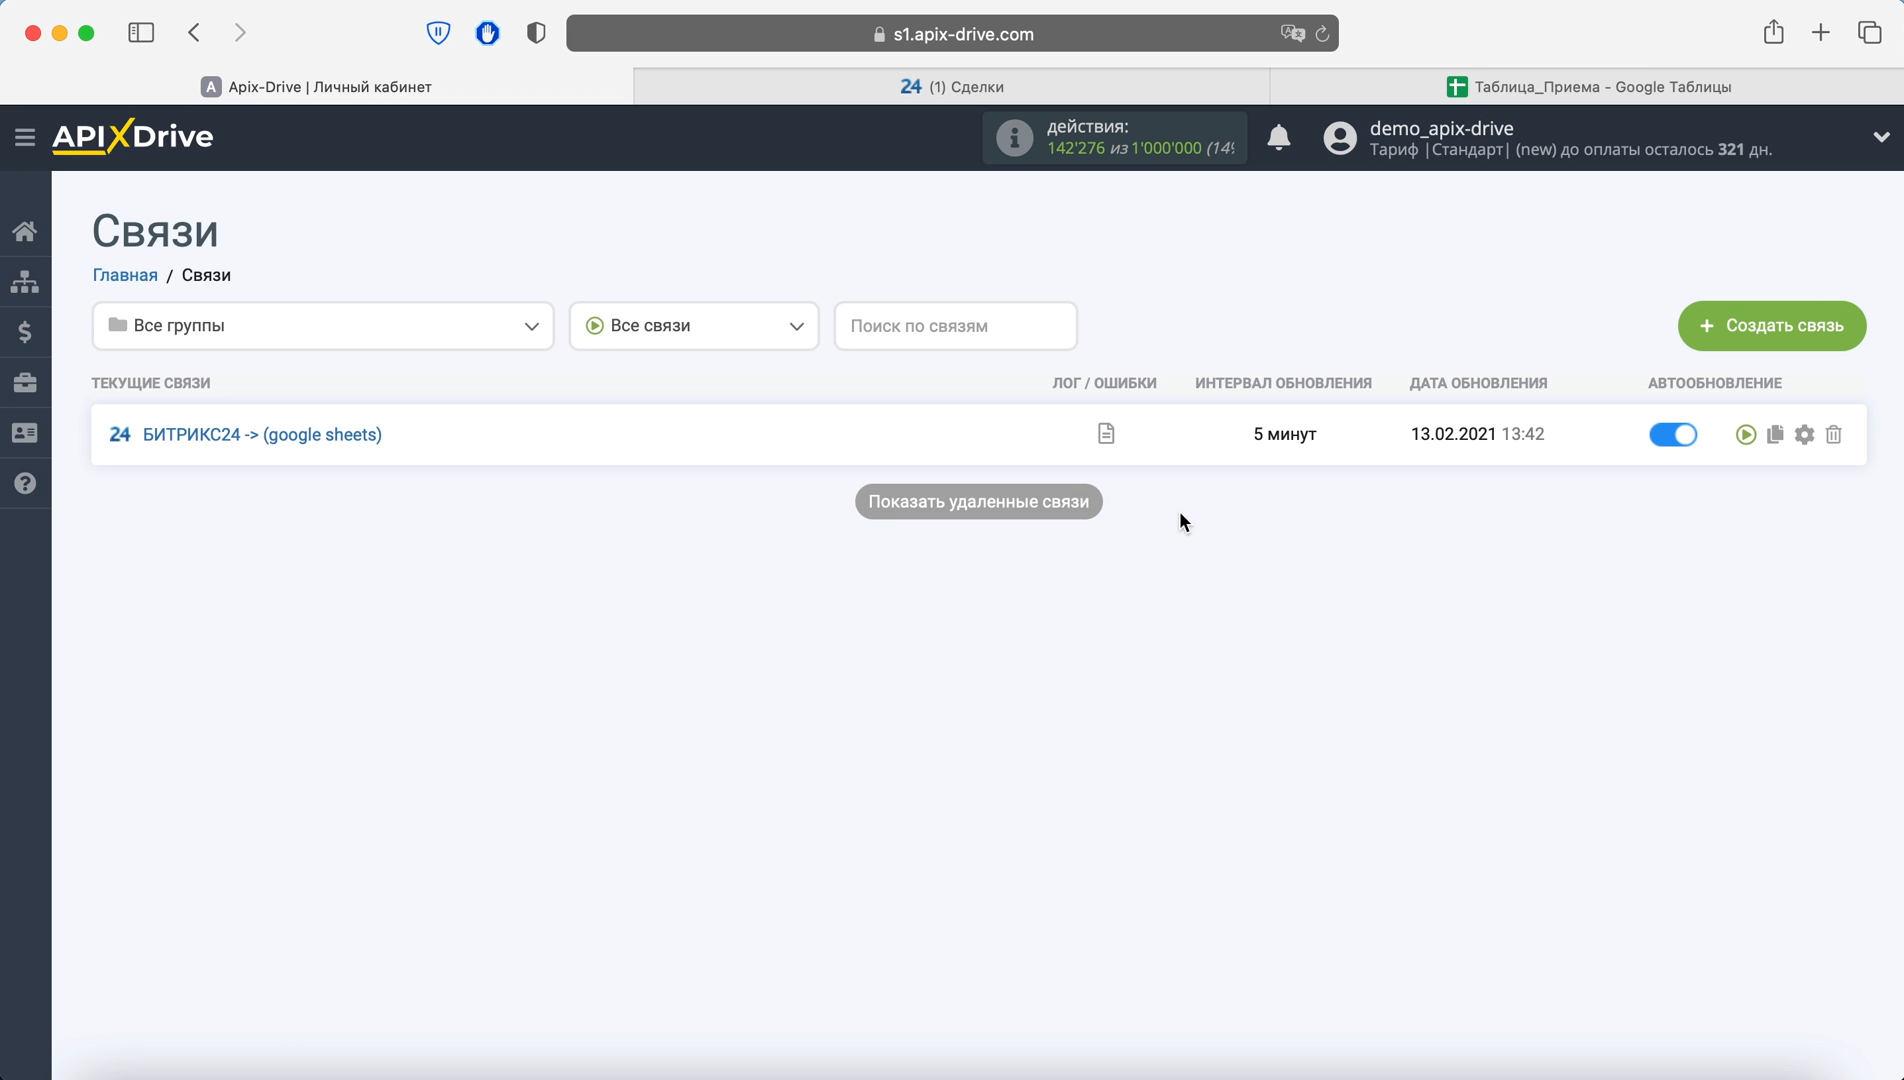 s1.apix-drive.com
A Apix-Drive | Личный кабинет
24 (1) Сделки
Таблица_Приема - Google Таблицы
APIXDrive
действия:
142'276 из 1'000'000 (14
demo_apix-drive
Тариф |Стандарт| (new) до оплаты осталось 321 дн.
Связи
Главная / Связи
Все группы
Все связи
Поиск по связям
+ Создать связь
ТЕКУЩИЕ СВЯЗИ
ЛОГ / ОШИБКИ
ИНТЕРВАЛ ОБНОВЛЕНИЯ
ДАТА ОБНОВЛЕНИЯ
АВТООБНОВЛЕНИЕ
24 БИТРИКС24 -> (google sheets)
5 минут
13.02.2021 13:42
Показать удаленные связи